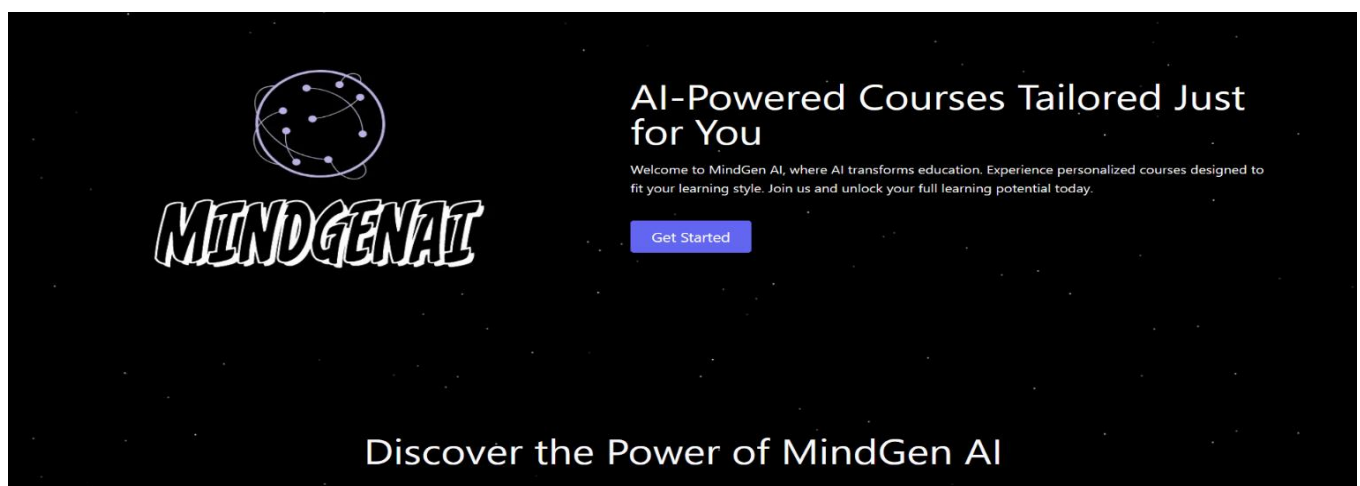 MINDGENAI
AI-Powered Courses Tailored Just
for You
Welcome to MindGen AI, where AI transforms education. Experience personalized courses designed to
fit your learning style. Join us and unlock your full learning potential today.
Get Started
Discover the Power of MindGen AI